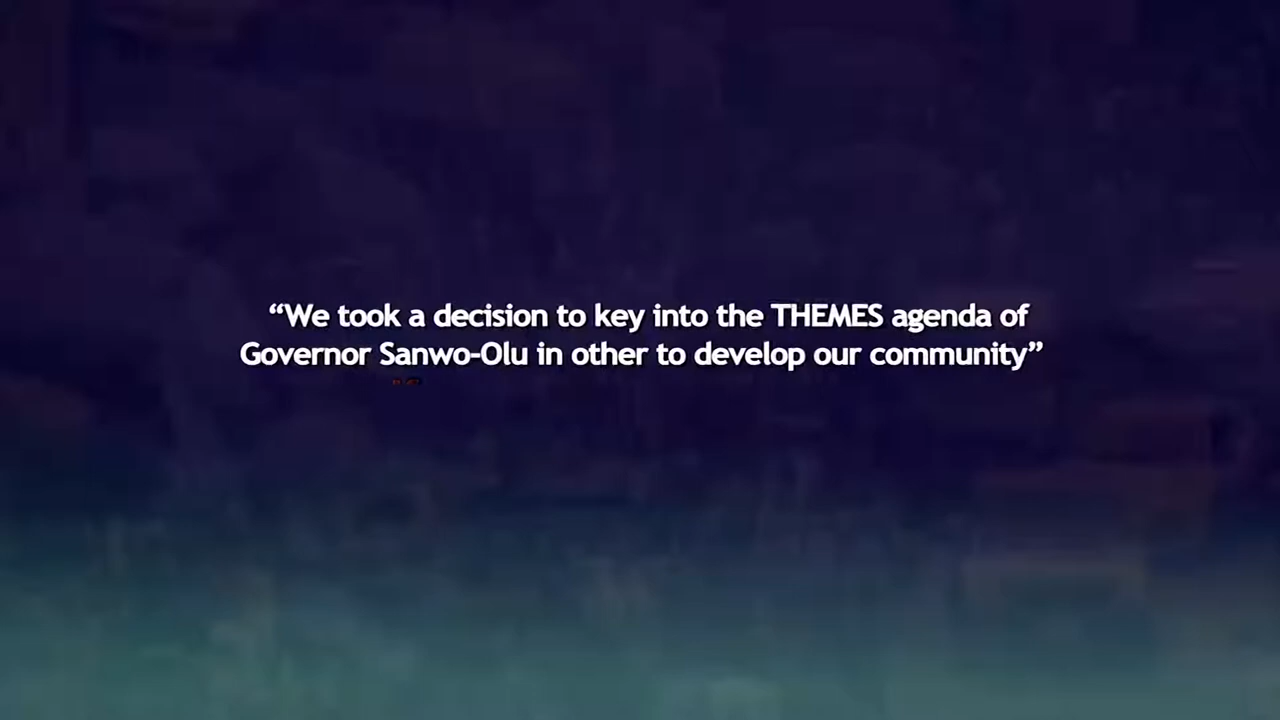 “We took a decision to key into the THEMES agenda of
Governor Sanwo-Olu in other to develop our community”